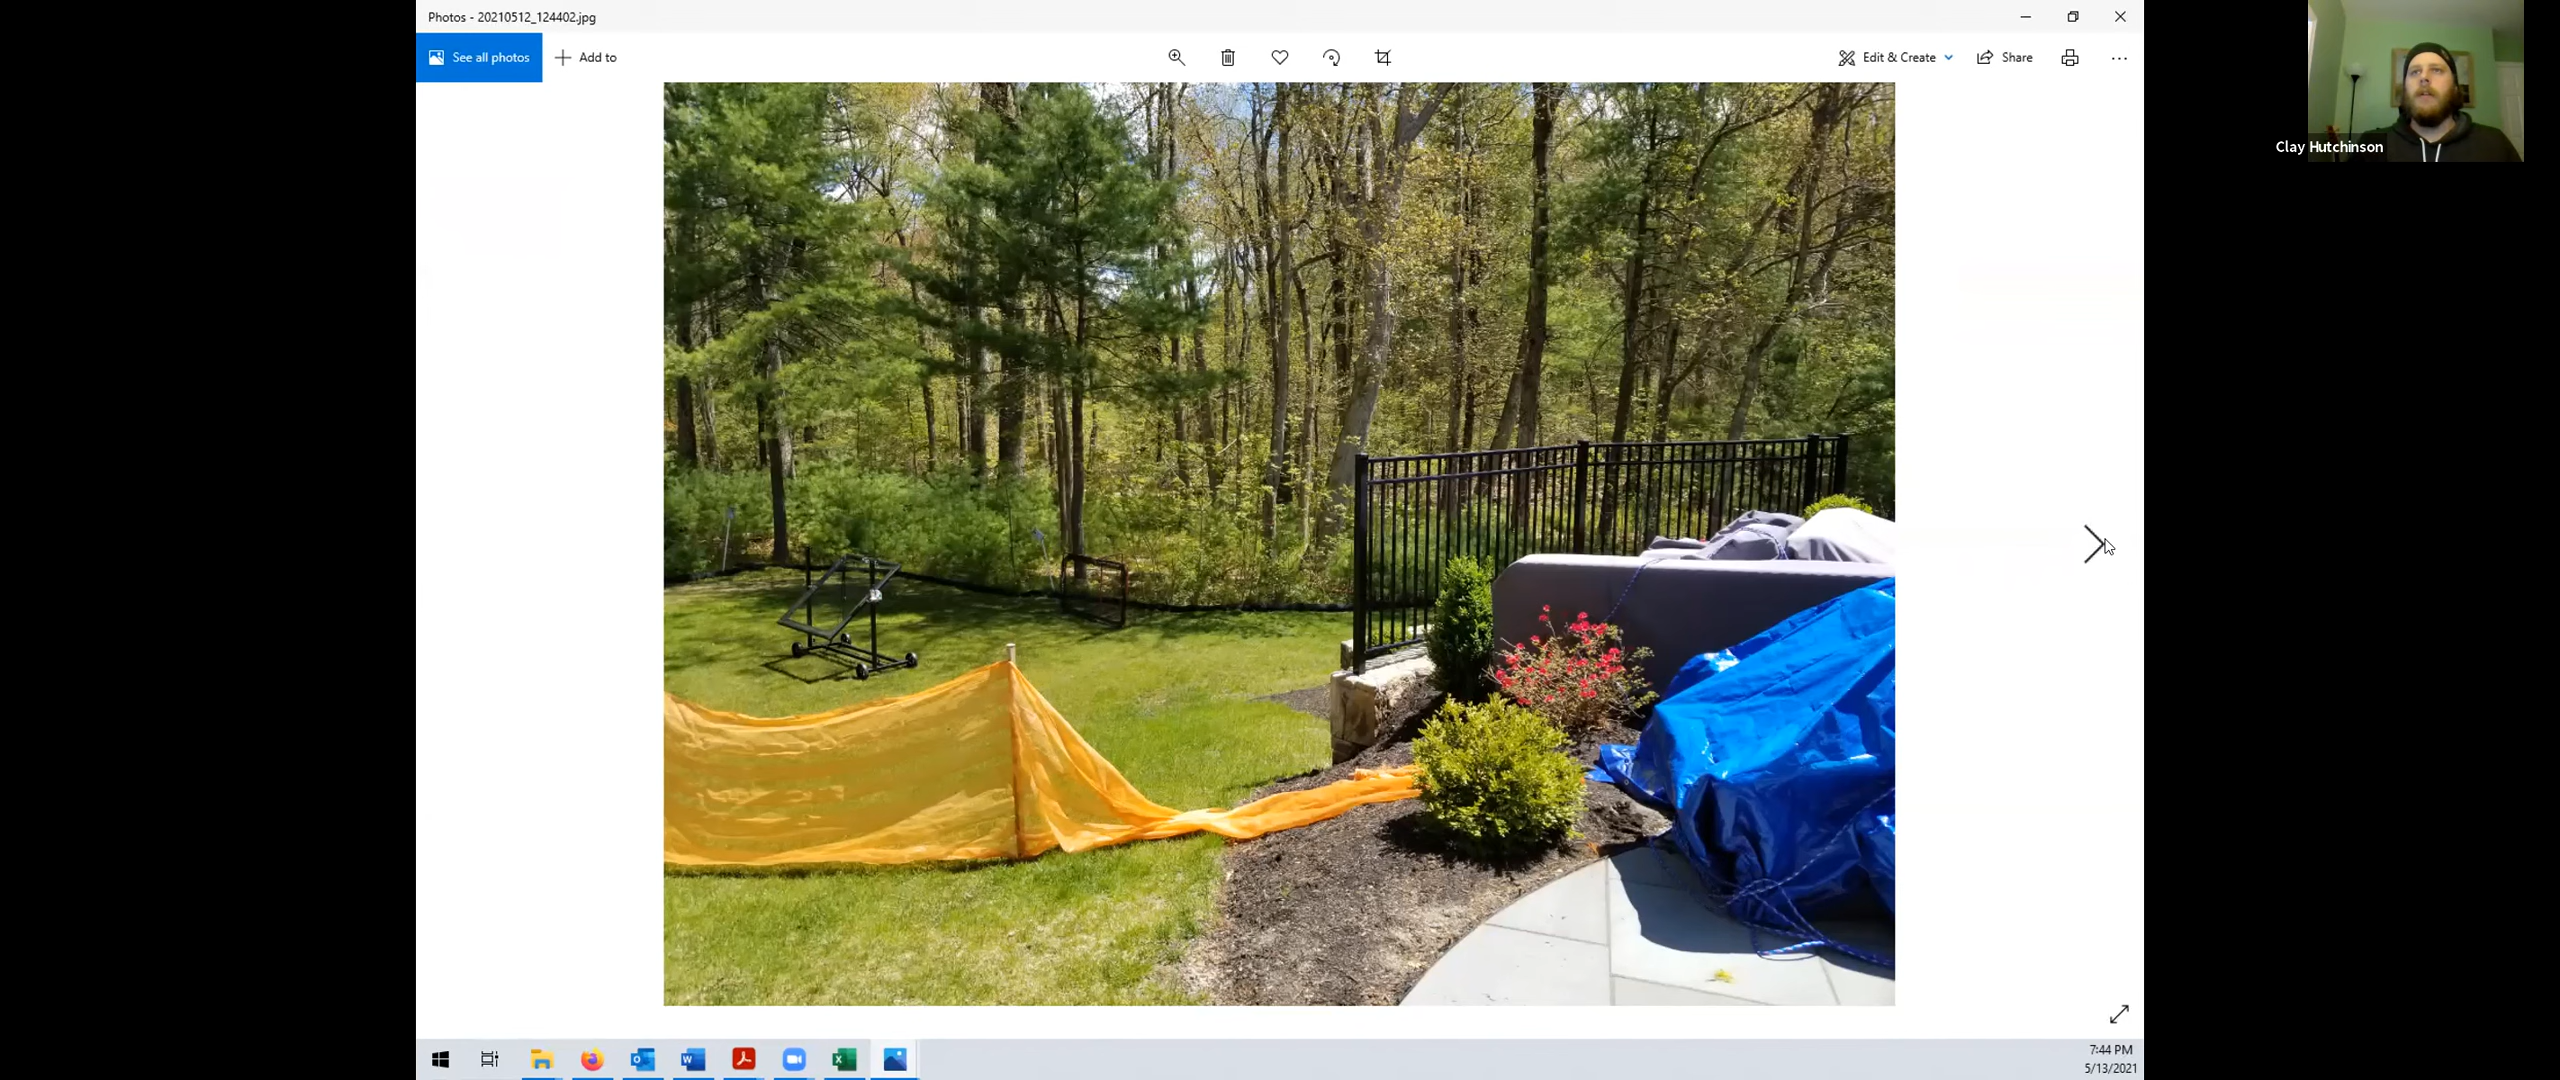 Photos - 20210512_124402.jpg
See all photos
Add to
Edit & Create
Share
Clay Hutchinson
7:44 PM
5/13/2021